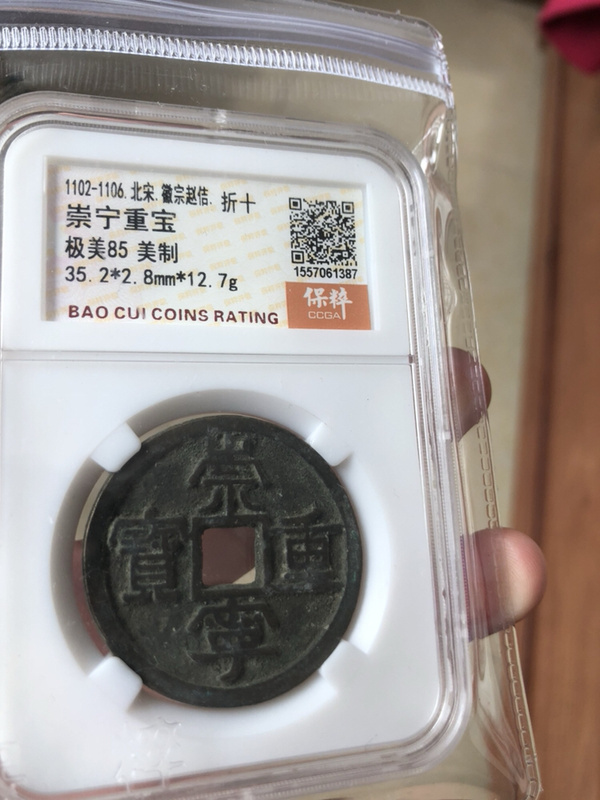 1102-1106.北宋.徽宗赵佶.折十
崇宁重宝
极美85 美制
35.2*2.8mm*12.7g
1557061387
保粹
CCGA
BAO CUI COINS RATING
崇
寶 重
寧